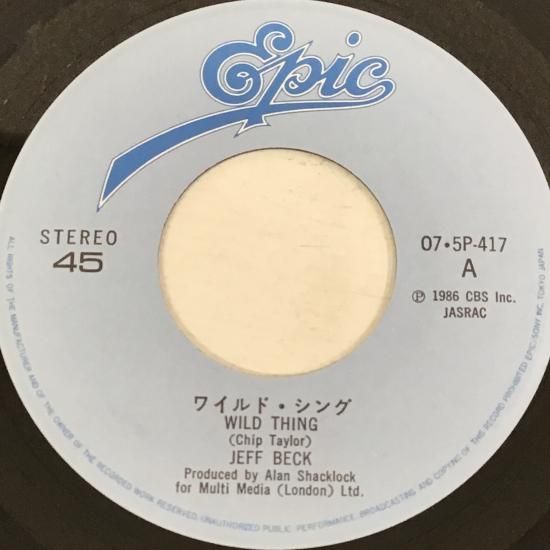 Epic
STEREO
45
07・5P-417
A
Ⓟ 1986 CBS Inc.
JASRAC
ワイルド・シング
WILD THING
(Chip Taylor)
JEFF BECK
Produced by Alan Shacklock
for Multi Media (London) Ltd.
ALL RIGHTS OF THE MANUFACTURER AND OF THE OWNER OF THE RECORDED WORK RESERVED. UNAUTHORIZED PUBLIC PERFORMANCE, BROADCASTING AND COPYING OF THIS RECORD PROHIBITED EPIC-SONY INC. TOKYO JAPAN